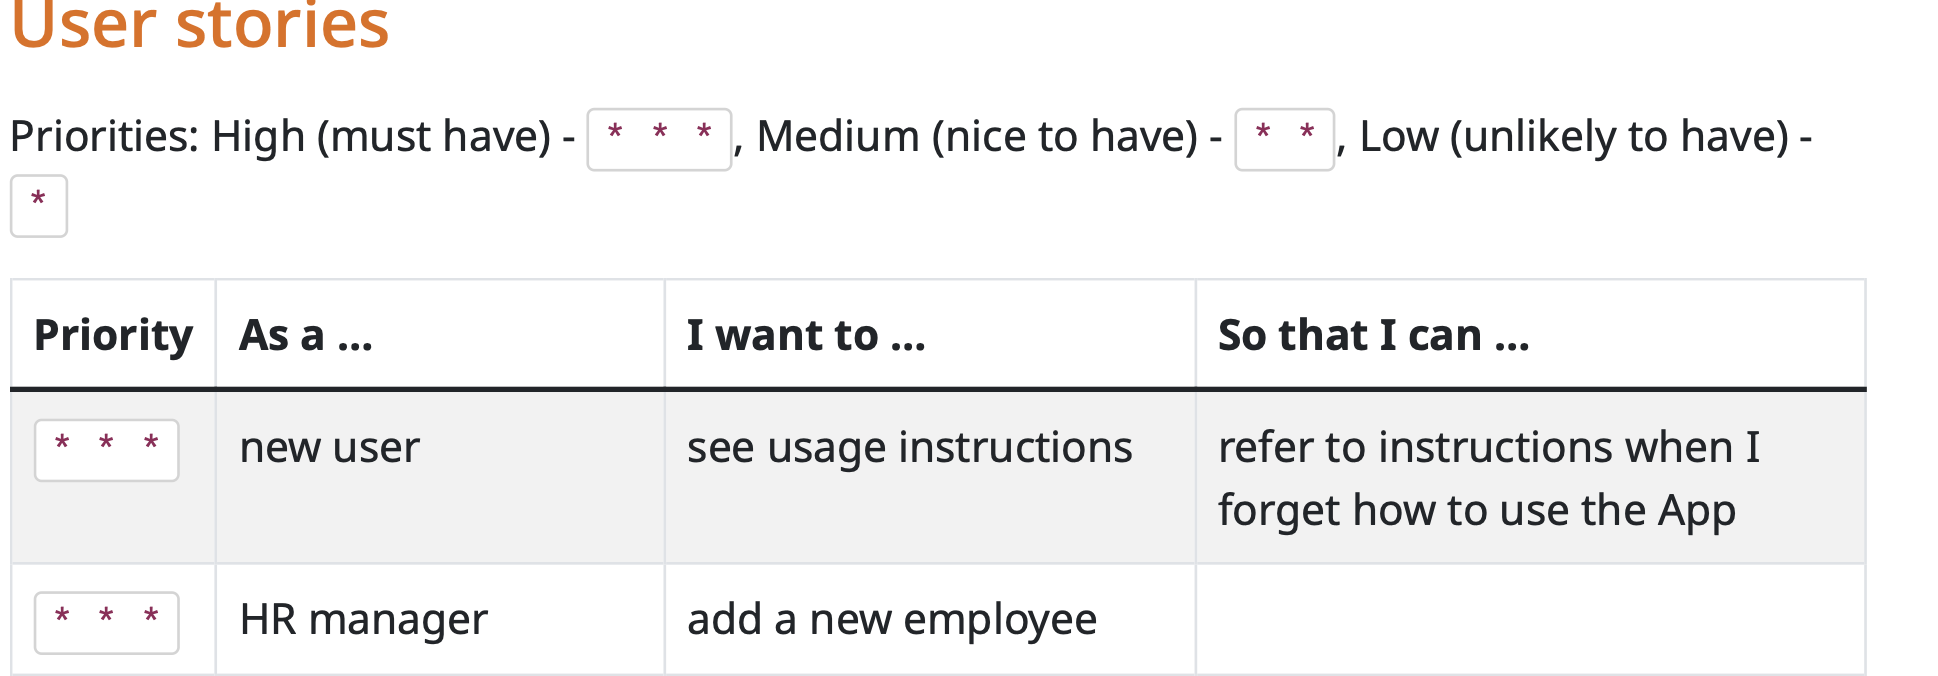 User stories
Priorities: High (must have) - * * *, Medium (nice to have) - * *, Low (unlikely to have) -
*
Priority As a ... I want to ... So that I can ...
* * * new user see usage instructions refer to instructions when I
forget how to use the App
* * * HR manager add a new employee